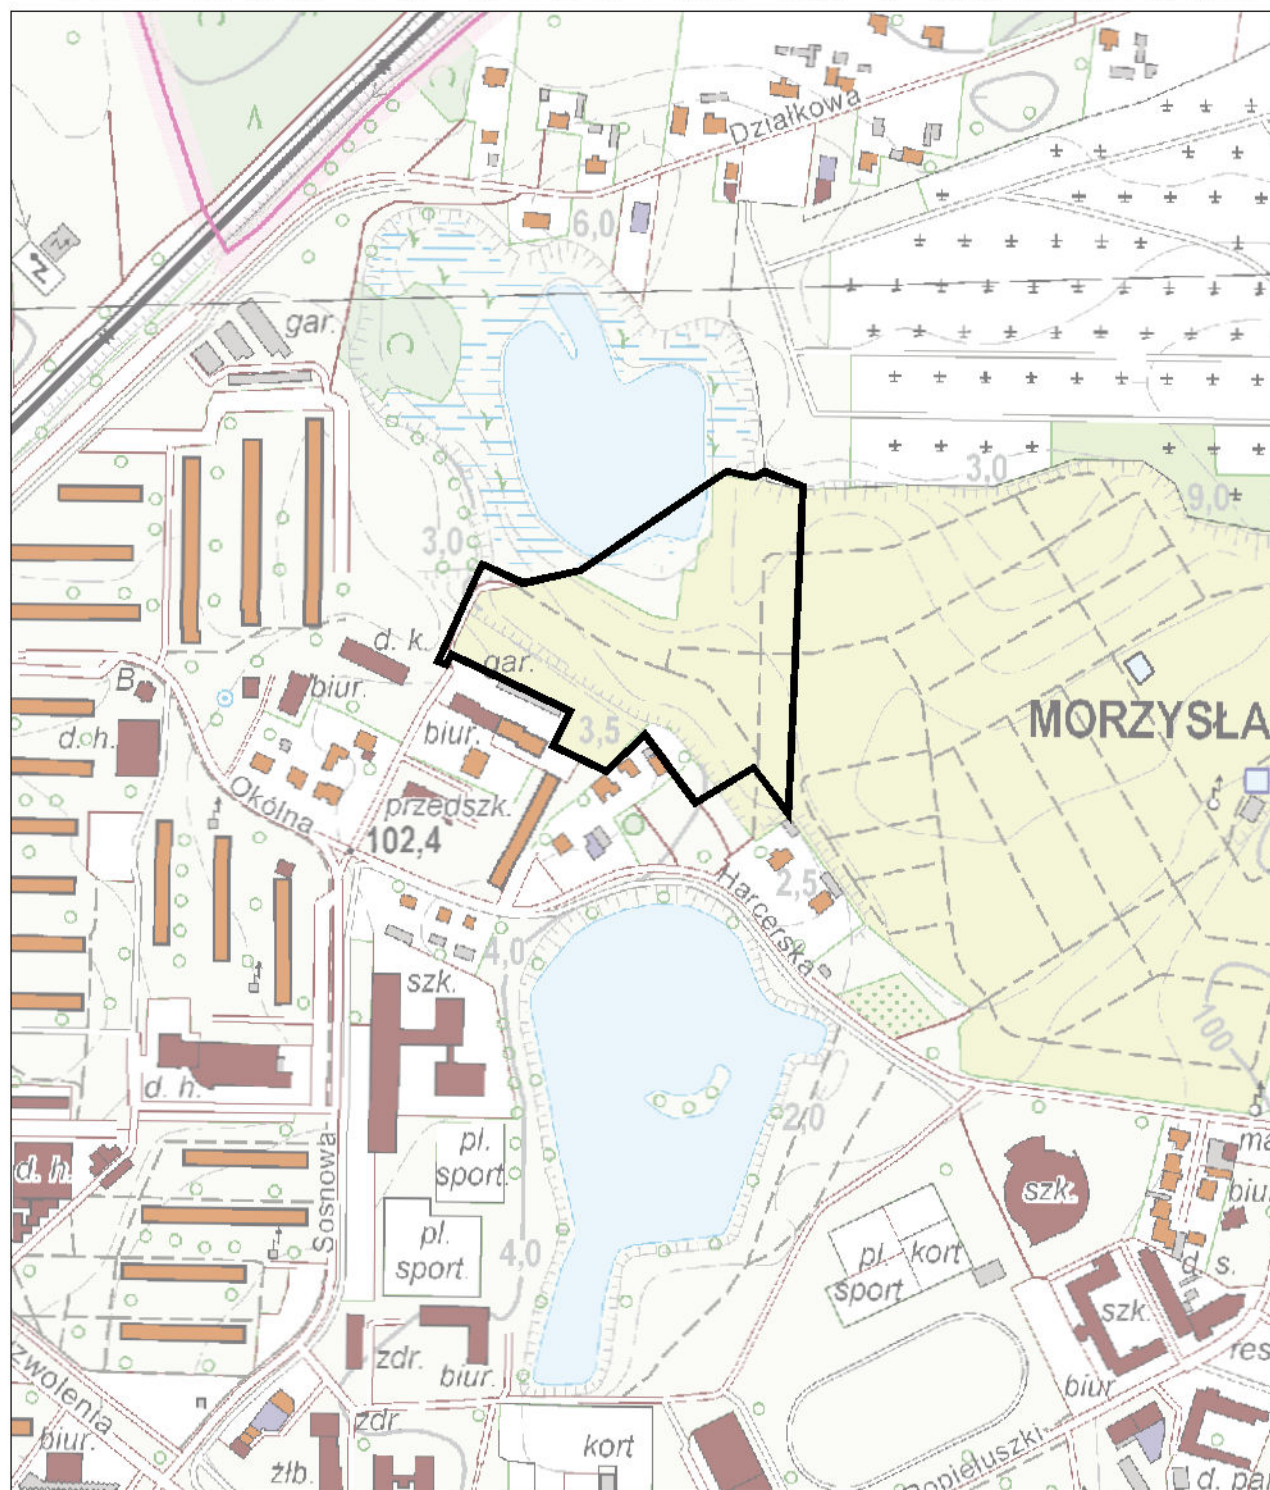 Działkowa
6,0
gar.
3,0
9,0
3,0
d. k.
gar.
B
biur.
MORZYSŁA
d. h.
biur.
3,5
Okólna
przedszk.
102,4
Harcerska
2,5
4,0
szk.
100
d. h.
2,0
pl.
sport
Sosnowa
d. h.
szk.
ma
biur
pl.
sport.
4,0
pl.
sport
kort
d. s.
szk.
zwolenia
zdr.
biur.
biur
res
biur.
zdr
kort
Popiełuszki
żłb.
d. par